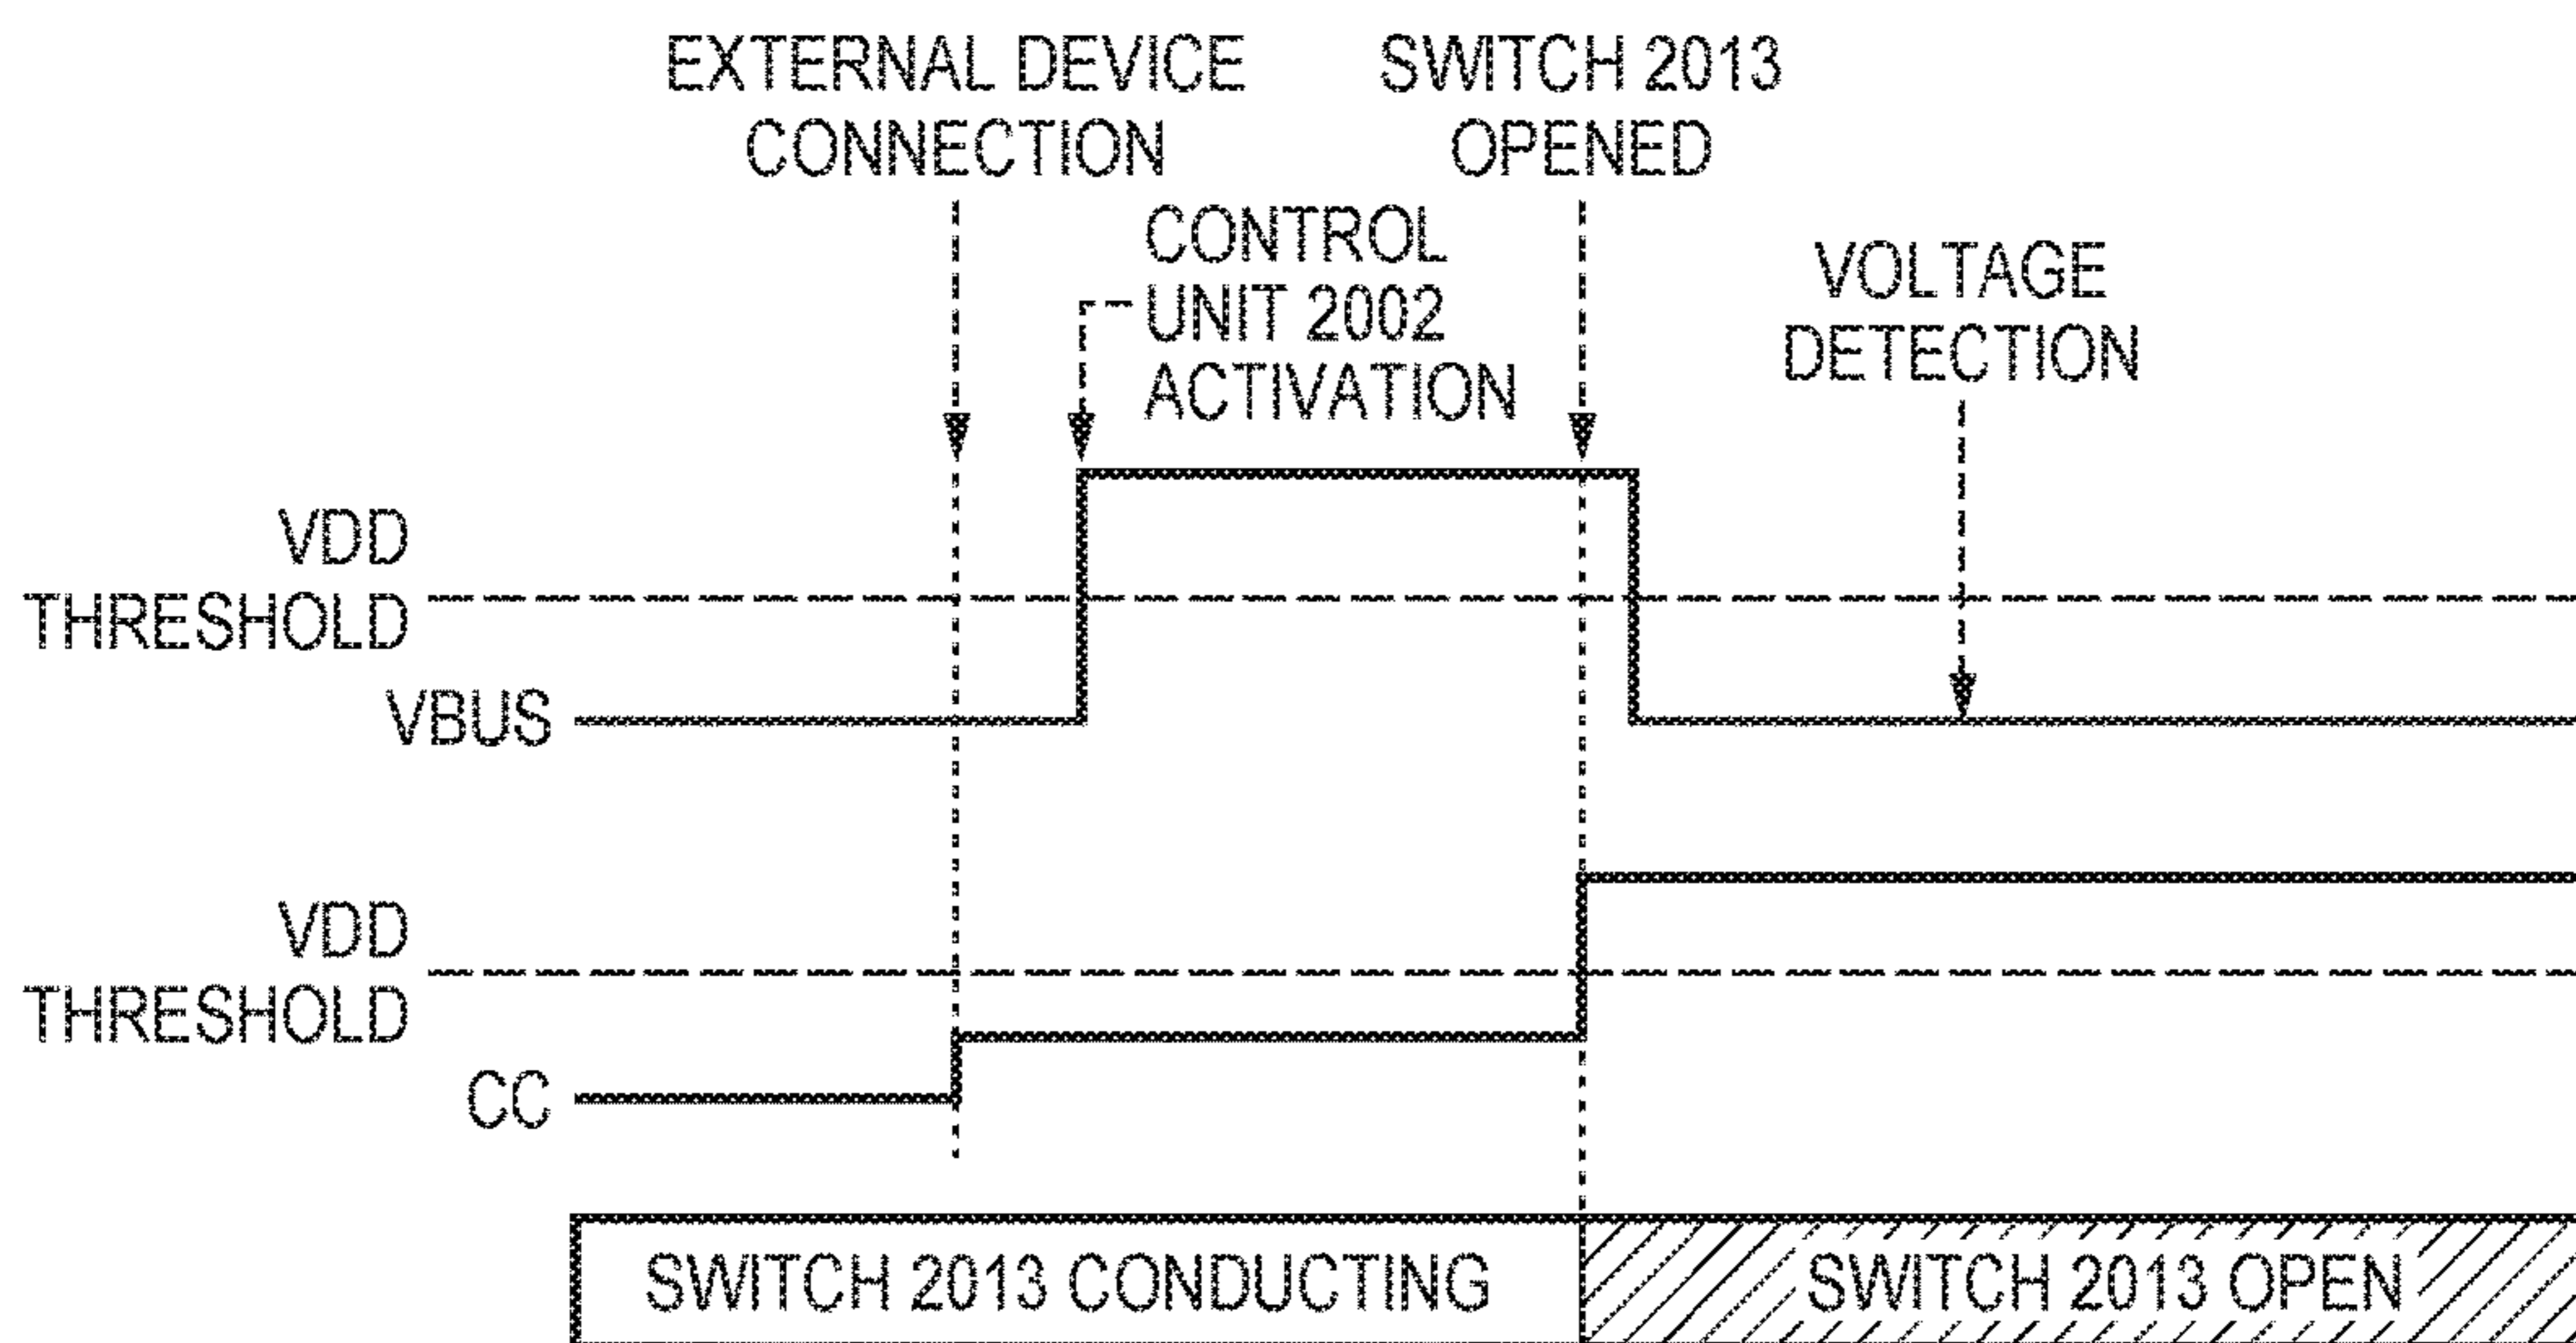 EXTERNAL DEVICE
CONNECTION
SWITCH 2013
OPENED
CONTROL
UNIT 2002
ACTIVATION
VOLTAGE
DETECTION
VDD
THRESHOLD
VBUS
VDD
THRESHOLD
CC
SWITCH 2013 CONDUCTING
SWITCH 2013 OPEN